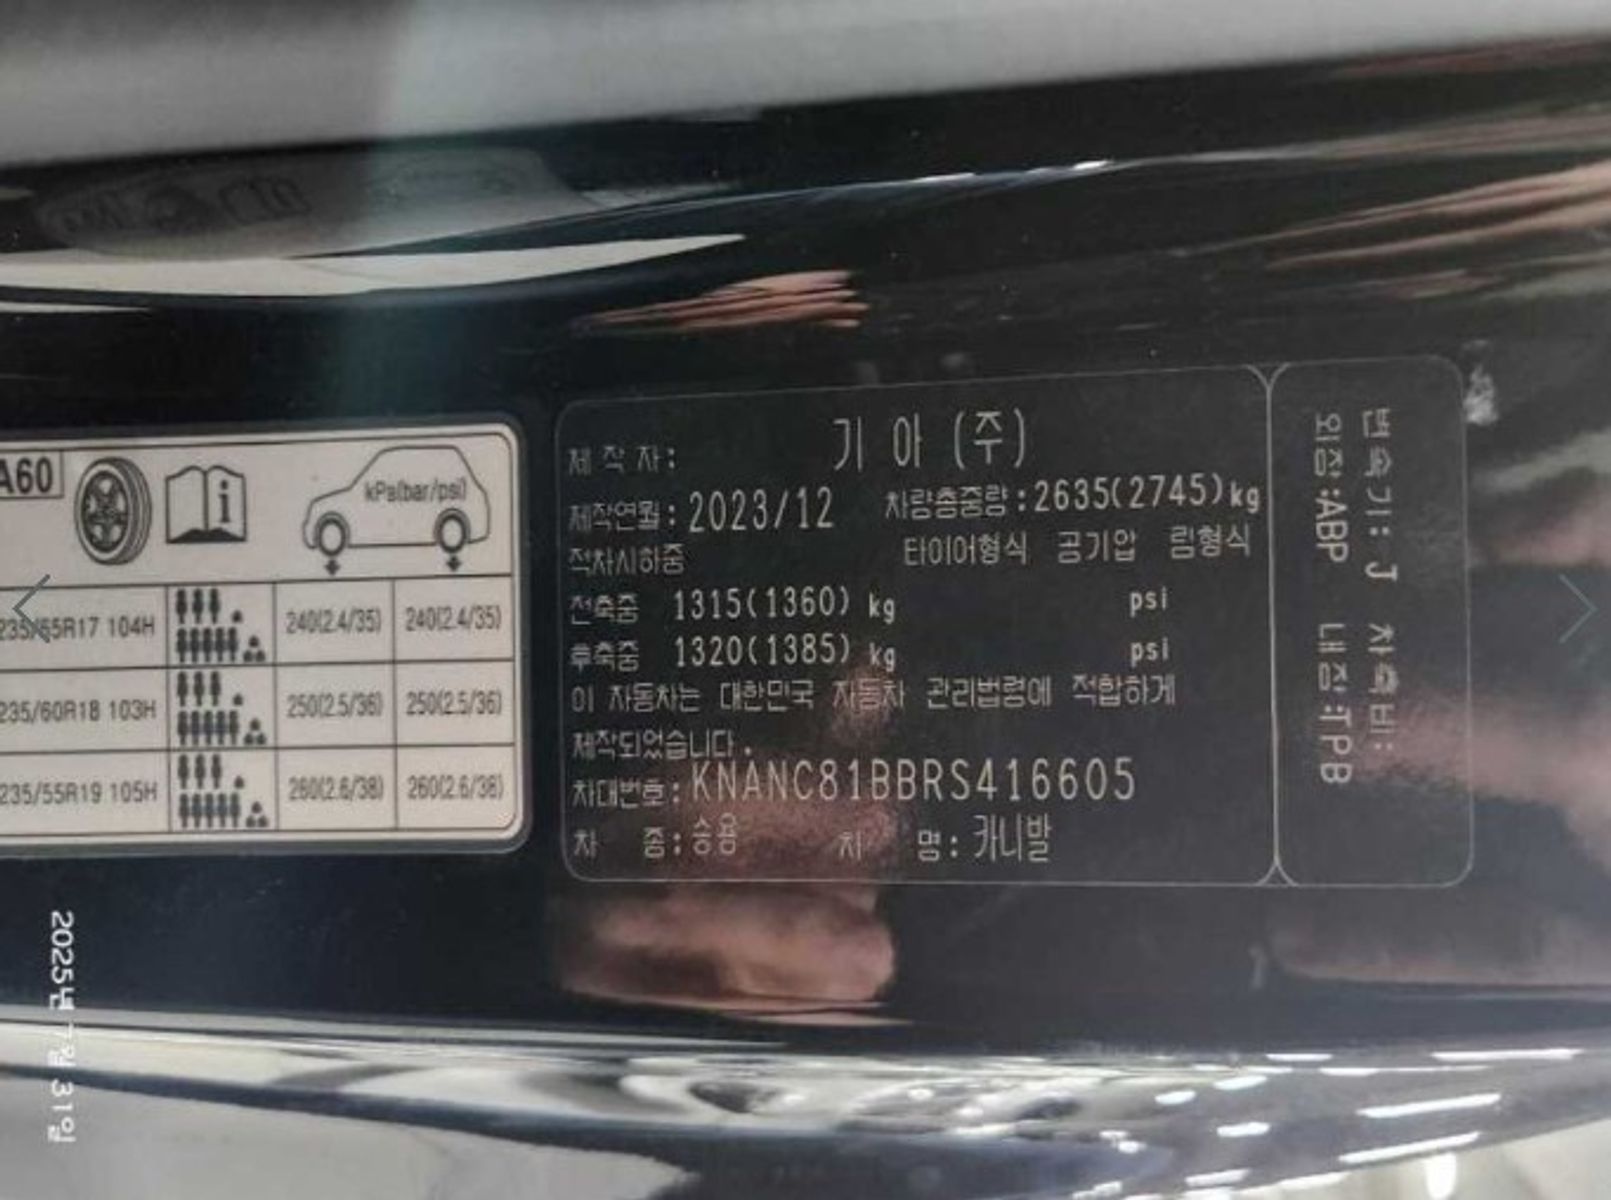 A60
kPa(bar/psi)
235/65R17 104H 240(2.4/35) 240(2.4/35)
235/60R18 103H 250(2.5/36) 250(2.5/36)
235/55R19 105H 260(2.6/38) 260(2.6/38)
제작자: 기아(주)
제작연월:2023/12 차량총중량:2635(2745)kg
적차시하중 타이어형식 공기압 림형식
전축중 1315(1360) kg psi
후축중 1320(1385) kg psi
이 자동차는 대한민국 자동차 관리법령에 적합하게
제작되었습니다.
차대번호:KNANC81BBRS416605
차 종:승용 차 명:카니발
변속기:J 차축비:
외장:ABP 내장:TPB
2025년 7월 31일